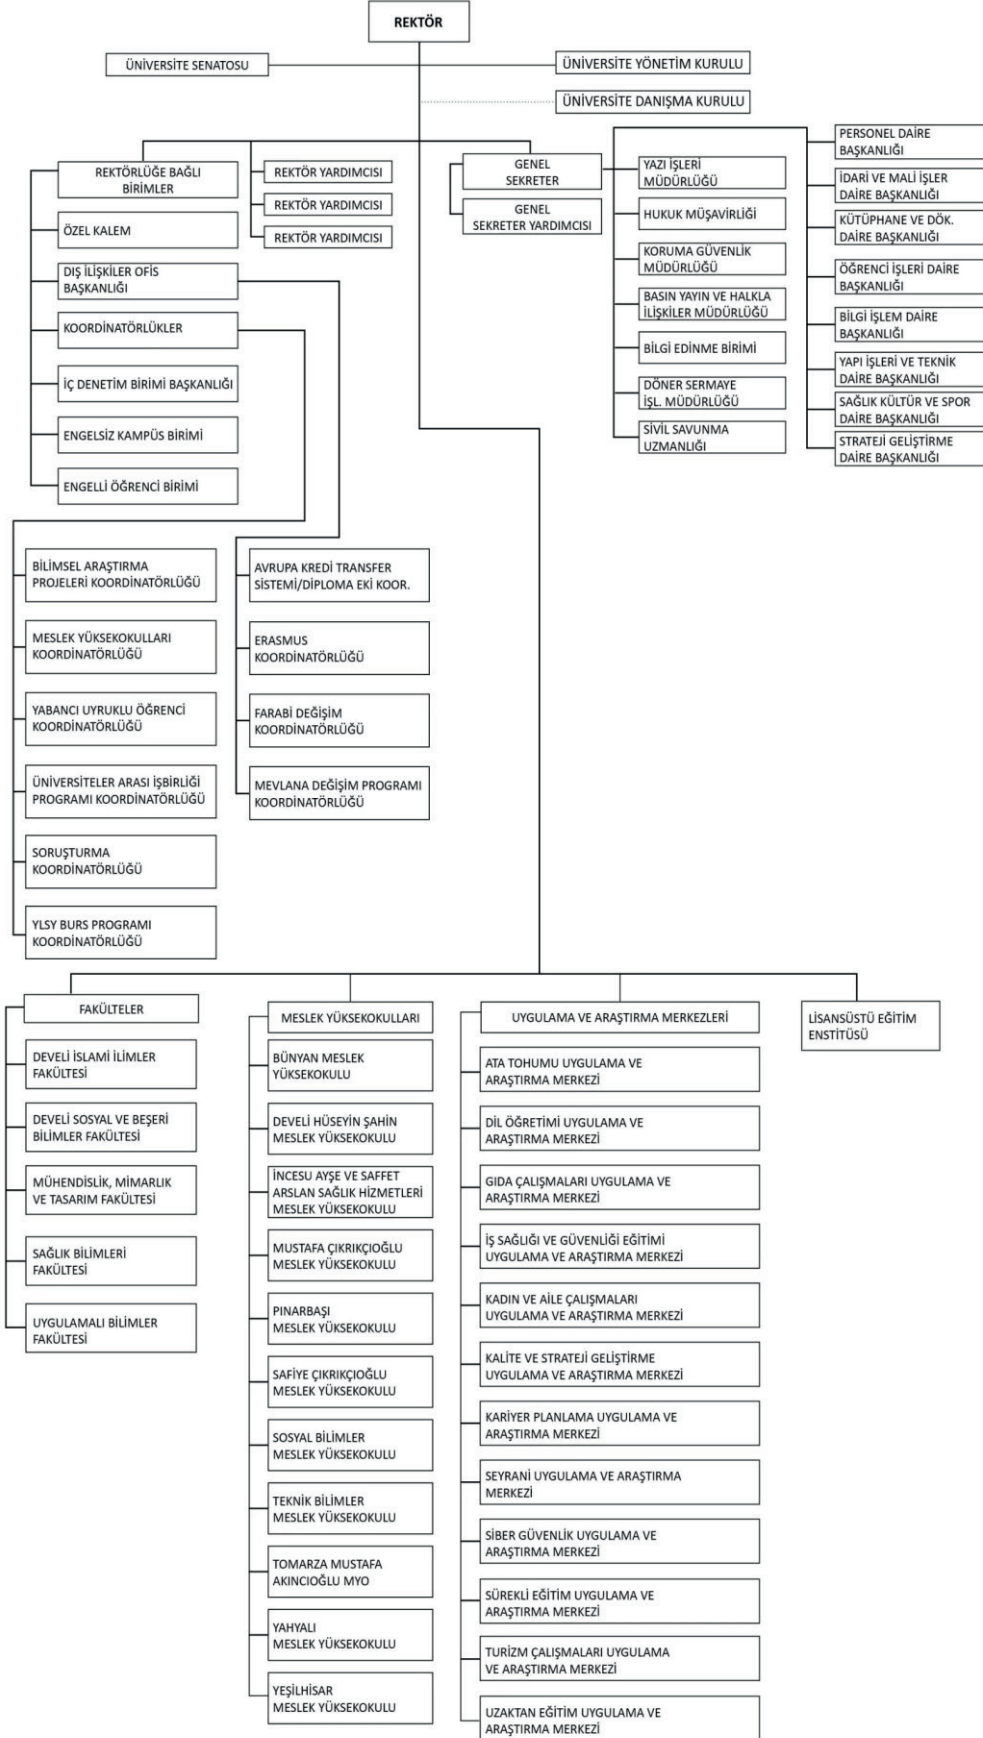 REKTÖR
ÜNİVERSİTE SENATOSU
ÜNİVERSİTE YÖNETİM KURULU
ÜNİVERSİTE DANIŞMA KURULU
REKTÖRLÜĞE BAĞLI
BİRİMLER
ÖZEL KALEM
DIŞ İLİŞKİLER OFİS
BAŞKANLIĞI
KOORDİNATÖRLÜKLER
İÇ DENETİM BİRİMİ BAŞKANLIĞI
ENGELSİZ KAMPÜS BİRİMİ
ENGELLİ ÖĞRENCİ BİRİMİ
REKTÖR YARDIMCISI
REKTÖR YARDIMCISI
REKTÖR YARDIMCISI
GENEL
SEKRETER
GENEL
SEKRETER YARDIMCISI
YAZI İŞLERİ
MÜDÜRLÜĞÜ
HUKUK MÜŞAVİRLİĞİ
KORUMA GÜVENLİK
MÜDÜRLÜĞÜ
BASIN YAYIN VE HALKLA
İLİŞKİLER MÜDÜRLÜĞÜ
BİLGİ EDİNME BİRİMİ
DÖNER SERMAYE
İŞL. MÜDÜRLÜĞÜ
SİVİL SAVUNMA
UZMANLIĞI
PERSONEL DAİRE
BAŞKANLIĞI
İDARİ VE MALİ İŞLER
DAİRE BAŞKANLIĞI
KÜTÜPHANE VE DÖK.
DAİRE BAŞKANLIĞI
ÖĞRENCİ İŞLERİ DAİRE
BAŞKANLIĞI
BİLGİ İŞLEM DAİRE
BAŞKANLIĞI
YAPI İŞLERİ VE TEKNİK
DAİRE BAŞKANLIĞI
SAĞLIK KÜLTÜR VE SPOR
DAİRE BAŞKANLIĞI
STRATEJİ GELİŞTİRME
DAİRE BAŞKANLIĞI
BİLİMSEL ARAŞTIRMA
PROJELERİ KOORDİNATÖRLÜĞÜ
MESLEK YÜKSEKOKULLARI
KOORDİNATÖRLÜĞÜ
YABANCI UYRUKLU ÖĞRENCİ
KOORDİNATÖRLÜĞÜ
ÜNİVERSİTELER ARASI İŞBİRLİĞİ
PROGRAMI KOORDİNATÖRLÜĞÜ
SORUŞTURMA
KOORDİNATÖRLÜĞÜ
YLSY BURS PROGRAMI
KOORDİNATÖRLÜĞÜ
AVRUPA KREDİ TRANSFER
SİSTEMİ/DİPLOMA EKİ KOOR.
ERASMUS
KOORDİNATÖRLÜĞÜ
FARABİ DEĞİŞİM
KOORDİNATÖRLÜĞÜ
MEVLANA DEĞİŞİM PROGRAMI
KOORDİNATÖRLÜĞÜ
FAKÜLTELER
DEVELİ İSLAMİ İLİMLER
FAKÜLTESİ
DEVELİ SOSYAL VE BEŞERİ
BİLİMLER FAKÜLTESİ
MÜHENDİSLİK, MİMARLIK
VE TASARIM FAKÜLTESİ
SAĞLIK BİLİMLERİ
FAKÜLTESİ
UYGULAMALI BİLİMLER
FAKÜLTESİ
MESLEK YÜKSEKOKULLARI
BÜNYAN MESLEK
YÜKSEKOKULU
DEVELİ HÜSEYİN ŞAHİN
MESLEK YÜKSEKOKULU
İNCESU AYŞE VE SAFFET
ARSLAN SAĞLIK HİZMETLERİ
MESLEK YÜKSEKOKULU
MUSTAFA ÇIKRIKÇIOĞLU
MESLEK YÜKSEKOKULU
PINARBAŞI
MESLEK YÜKSEKOKULU
SAFİYE ÇIKRIKÇIOĞLU
MESLEK YÜKSEKOKULU
SOSYAL BİLİMLER
MESLEK YÜKSEKOKULU
TEKNİK BİLİMLER
MESLEK YÜKSEKOKULU
TOMARZA MUSTAFA
AKINCIOĞLU MYO
YAHYALI
MESLEK YÜKSEKOKULU
YEŞİLHİSAR
MESLEK YÜKSEKOKULU
UYGULAMA VE ARAŞTIRMA MERKEZLERİ
ATA TOHUMU UYGULAMA VE
ARAŞTIRMA MERKEZİ
DİL ÖĞRETİMİ UYGULAMA VE
ARAŞTIRMA MERKEZİ
GIDA ÇALIŞMALARI UYGULAMA VE
ARAŞTIRMA MERKEZİ
İŞ SAĞLIĞI VE GÜVENLİĞİ EĞİTİMİ
UYGULAMA VE ARAŞTIRMA MERKEZİ
KADIN VE AİLE ÇALIŞMALARI
UYGULAMA VE ARAŞTIRMA MERKEZİ
KALİTE VE STRATEJİ GELİŞTİRME
UYGULAMA VE ARAŞTIRMA MERKEZİ
KARİYER PLANLAMA UYGULAMA VE
ARAŞTIRMA MERKEZİ
SEYRANİ UYGULAMA VE ARAŞTIRMA
MERKEZİ
SİBER GÜVENLİK UYGULAMA VE
ARAŞTIRMA MERKEZİ
SÜREKLİ EĞİTİM UYGULAMA VE
ARAŞTIRMA MERKEZİ
TURİZM ÇALIŞMALARI UYGULAMA
VE ARAŞTIRMA MERKEZİ
UZAKTAN EĞİTİM UYGULAMA VE
ARAŞTIRMA MERKEZİ
LİSANSÜSTÜ EĞİTİM
ENSTİTÜSÜ